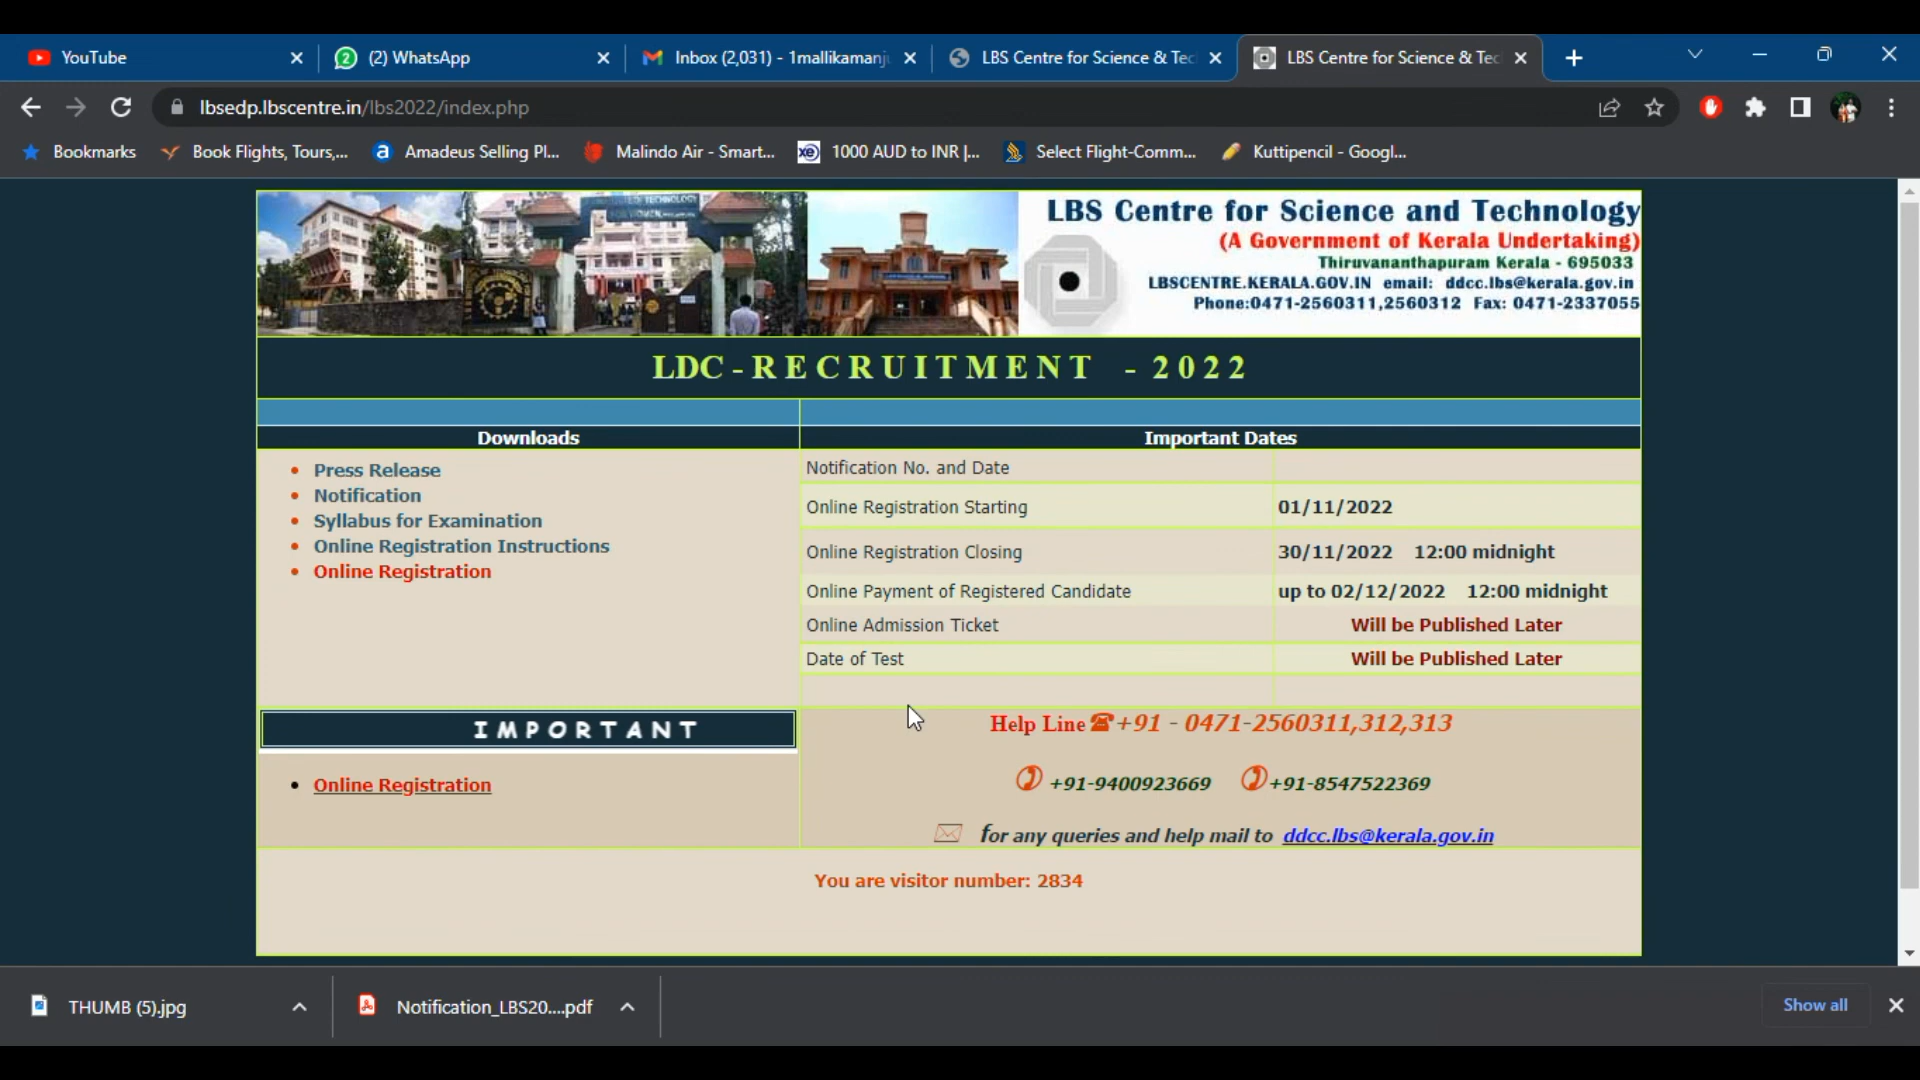 YouTube
(2) WhatsApp
Inbox (2,031) - 1mallikamanju
LBS Centre for Science & Tec
LBS Centre for Science & Tec
lbsedp.lbscentre.in/lbs2022/index.php
Bookmarks
Book Flights, Tours,...
Amadeus Selling Pl...
Malindo Air - Smart...
1000 AUD to INR |...
Select Flight-Comm...
Kuttipencil - Googl...
LBS Centre for Science and Technology
(A Government of Kerala Undertaking)
Thiruvananthapuram Kerala - 695033
LBSCENTRE.KERALA.GOV.IN email: ddcc.lbs@kerala.gov.in
Phone:0471-2560311,2560312 Fax: 0471-2337055
LDC-RECRUITMENT - 2022
Downloads
Important Dates
Press Release
Notification
Syllabus for Examination
Online Registration Instructions
Online Registration
Notification No. and Date
Online Registration Starting 01/11/2022
Online Registration Closing 30/11/2022 12:00 midnight
Online Payment of Registered Candidate up to 02/12/2022 12:00 midnight
Online Admission Ticket Will be Published Later
Date of Test Will be Published Later
IMPORTANT
Online Registration
Help Line ☎+91 - 0471-2560311,312,313
+91-9400923669 +91-8547522369
for any queries and help mail to ddcc.lbs@kerala.gov.in
You are visitor number: 2834
THUMB (5).jpg
Notification_LBS20....pdf
Show all